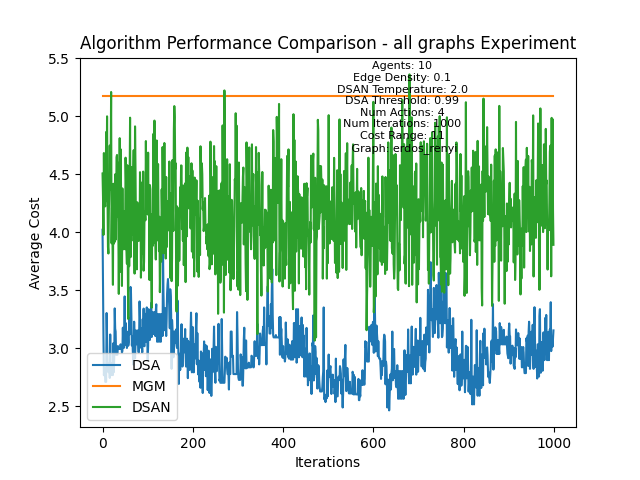 Algorithm Performance Comparison - all graphs Experiment
Agents: 10
Edge Density: 0.1
DSAN Temperature: 2.0
DSA Threshold: 0.99
Num Actions: 4
Num Iterations: 1000
Cost Range: 11
Graph: erdos_renyi
5.5
5.0
4.5
4.0
3.5
3.0
2.5
Average Cost
DSA
MGM
DSAN
0
200
400
600
800
1000
Iterations